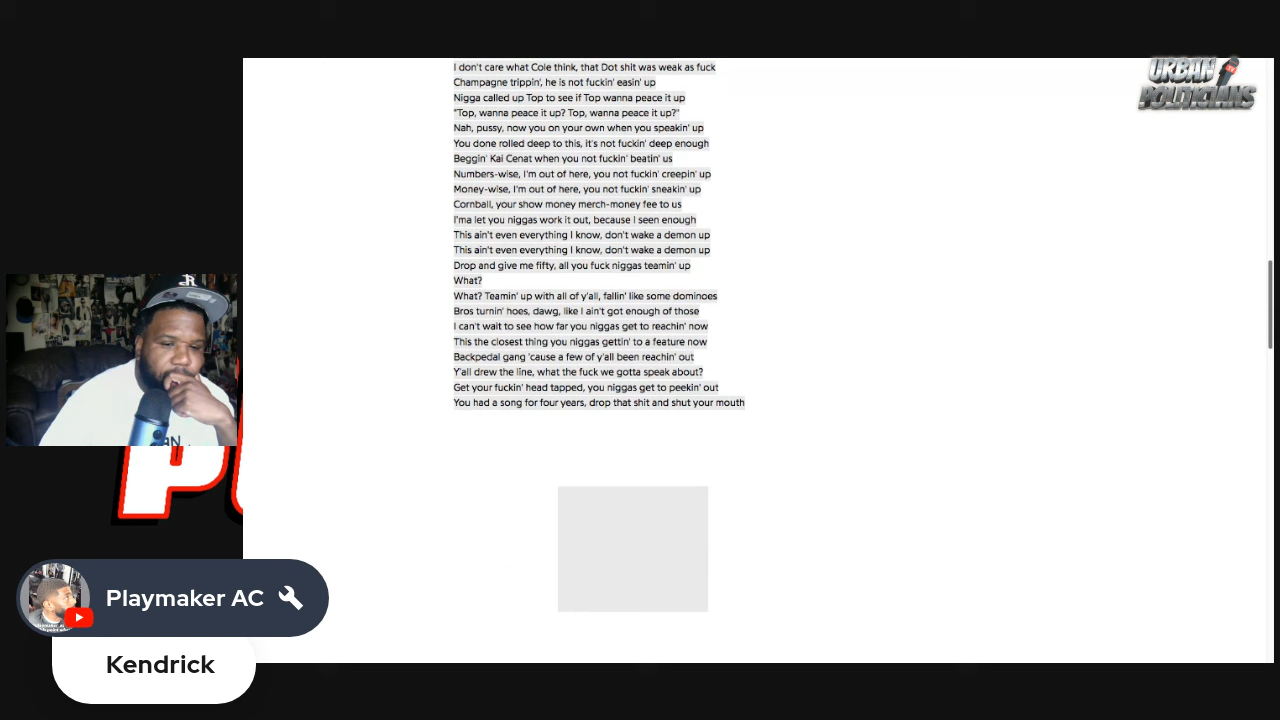 I don't care what Cole think, that Dot shit was weak as fuck
Champagne trippin', he is not fuckin' easin' up
Nigga called up Top to see if Top wanna peace it up
"Top, wanna peace it up? Top, wanna peace it up?"
Nah, pussy, now you on your own when you speakin' up
You done rolled deep to this, it's not fuckin' deep enough
Beggin' Kai Cenat when you not fuckin' beatin' us
Numbers-wise, I'm out of here, you not fuckin' creepin' up
Money-wise, I'm out of here, you not fuckin' sneakin' up
Cornball, your show money merch-money fee to us
I'ma let you niggas work it out, because I seen enough
This ain't even everything I know, don't wake a demon up
This ain't even everything I know, don't wake a demon up
Drop and give me fifty, all you fuck niggas teamin' up
What?
What? Teamin' up with all of y'all, fallin' like some dominoes
Bros turnin' hoes, dawg, like I ain't got enough of those
I can't wait to see how far you niggas get to reachin' now
This the closest thing you niggas gettin' to a feature now
Backpedal gang 'cause a few of y'all been reachin' out
Y'all drew the line, what the fuck we gotta speak about?
Get your fuckin' head tapped, you niggas get to peekin' out
You had a song for four years, drop that shit and shut your mouth
URBAN
POLITICIANS
Playmaker AC
Kendrick